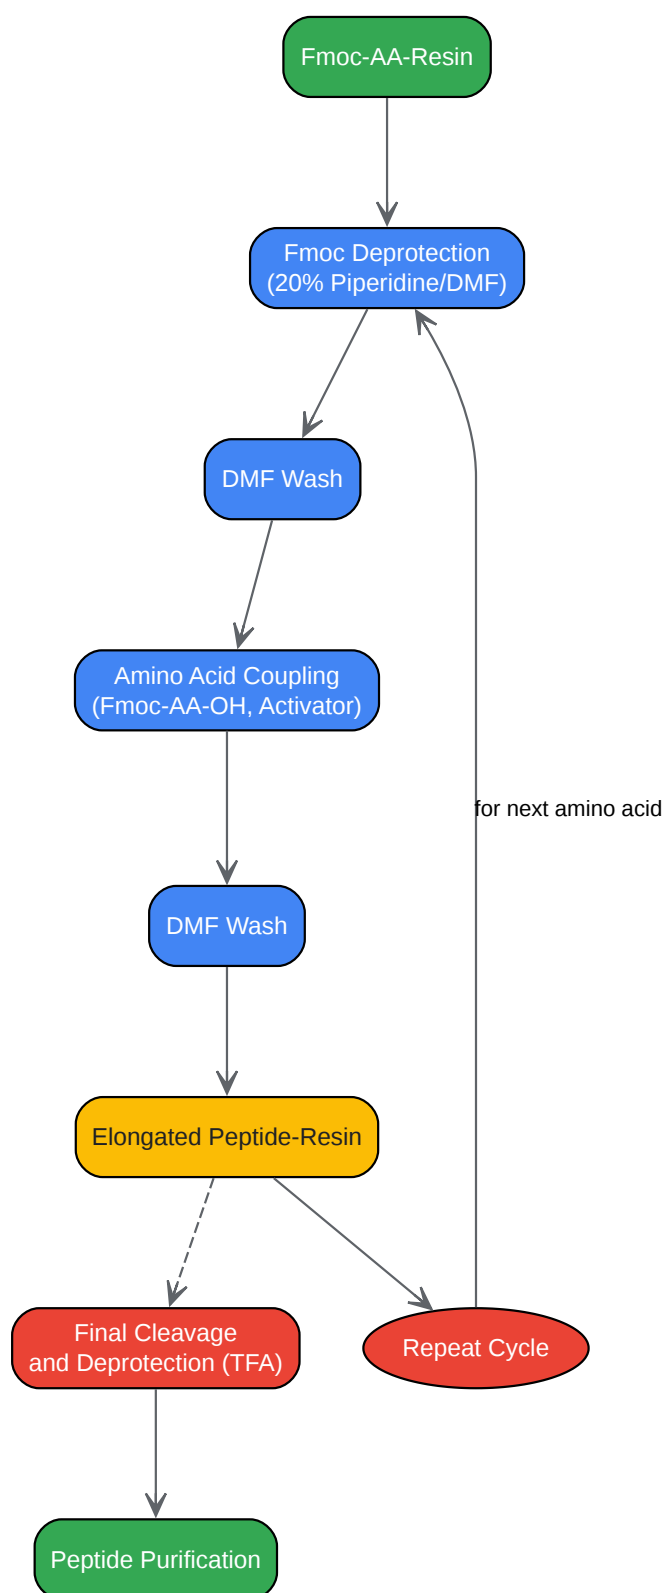 Fmoc-AA-Resin
Fmoc Deprotection
(20% Piperidine/DMF)
DMF Wash
Amino Acid Coupling
(Fmoc-AA-OH, Activator)
for next amino acid
DMF Wash
Elongated Peptide-Resin
Final Cleavage
and Deprotection (TFA)
Repeat Cycle
Peptide Purification